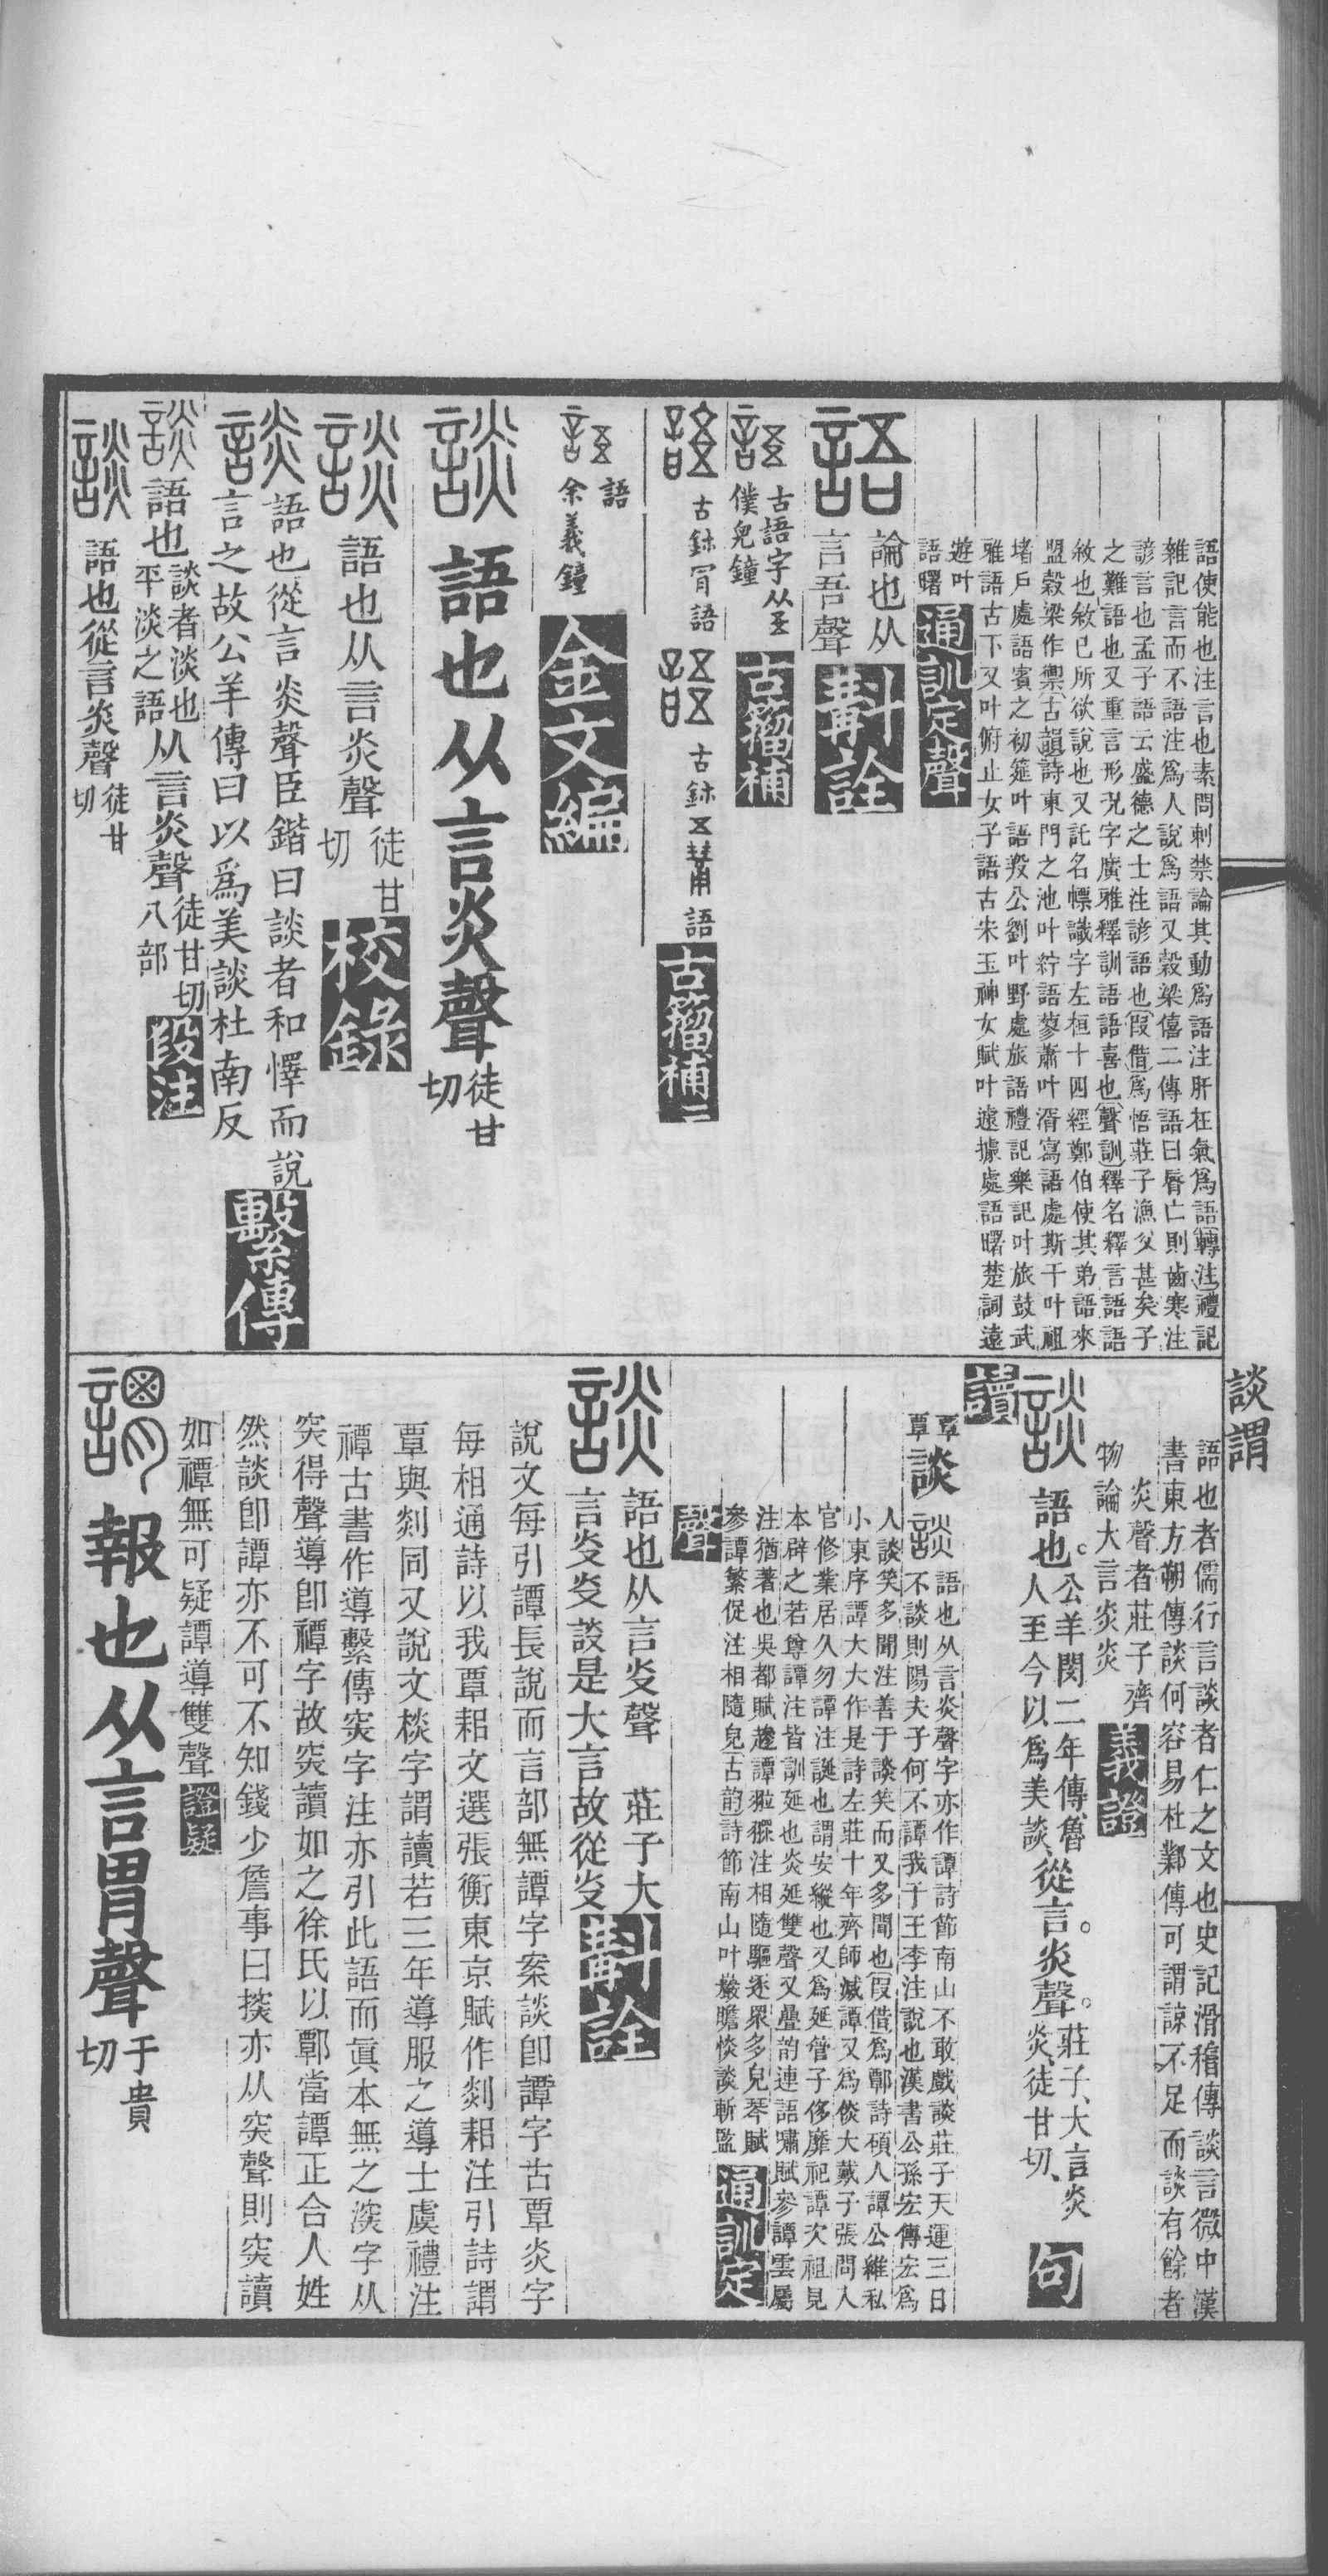 語使能也注言也素問刺禁論其動爲語注肝在氣爲語(轉注)禮記
雜記言而不語注爲人說爲語又穀梁僖二傳語曰脣亡則齒寒注
諺言也孟子語云盛德之士注諺語也(叚借)爲悟莊子漁父甚矣子
之難語也又重言形況字廣雅釋訓語語喜也(聲訓)釋名釋言語語
敘也敘己所欲說也又託名幖識字左桓十四經鄭伯使其弟語來
盟穀梁作禦(古韻)詩東門之池叶紵語蓼蕭叶湑寫語處斯干叶祖
堵戶處語賓之初筵叶語羖公劉叶野處旅語禮記樂記叶旅鼓武
雅語古下又叶俯止女子語古宋玉神女賦叶遽據處語曙楚詞遠
遊叶
語曙
通訓定聲
論也从
言吾聲
斠詮
古語字从
僕兒鐘
古籀補
古鉨肎語
古鉨五 語
古籀補二
語
余義鐘
金文編
語也从言炎聲徒甘
切
語也从言炎聲徒甘
切
校錄
語也從言炎聲臣鍇曰談者和懌而說
言之故公羊傳曰以爲美談杜南反
繫傳
語也談者淡也
平淡之語从言炎聲徒甘切
八部
段注
語也從言炎聲徒甘
切
談謂
語也者儒行言談者仁之文也史記滑稽傳談言微中漢
書東方朔傳談何容易杜鄴傳可謂諒不足而談有餘者
炎聲者莊子齊
物論大言炎炎
義證
語也。公羊閔二年傳魯
人至今以爲美談、從言。炎聲。莊子、大言炎
炎、徒甘切、
句
讀
覃覃談
語也从言炎聲字亦作譚詩節南山不敢戲談莊子天運三日
不談則陽夫子何不譚我于王李注說也漢書公孫宏傳宏爲
人談笑多聞注善于談笑而又多聞也(叚借)爲鄲詩碩人譚公維私
小東序譚大大作是詩左莊十年齊師滅譚又爲倓大戴子張問人
官修業居久勿譚注誕也謂安縱也又爲延管子侈靡祀譚次祖見
本辟之若尊譚注皆訓延也炎延雙聲又疊韵連語嘯賦參譚雲屬
注猶著也吳都賦趁譚翋㹎注相隨驅逐眾多皃琴賦
參譚繁促注相隨皃(古韵)詩節南山叶巖瞻惔談斬監
通訓定
聲
語也从言炎聲 莊子大
言炎炎談是大言故從炎
斠詮
說文每引譚長說而言部無譚字案談卽譚字古覃炎字
每相通詩以我覃耜文選張衡東京賦作剡耜注引詩謂
覃與剡同又說文棪字謂讀若三年導服之導士虞禮注
禫古書作導繫傳突字注亦引此語而眞本無之淡字从
突得聲導卽禫字故突讀如之徐氏以鄲當譚正合人姓
然談卽譚亦不可不知錢少詹事曰掞亦从突聲則突讀
如禫無可疑譚導雙聲
證疑
報也从言胃聲于貴
切